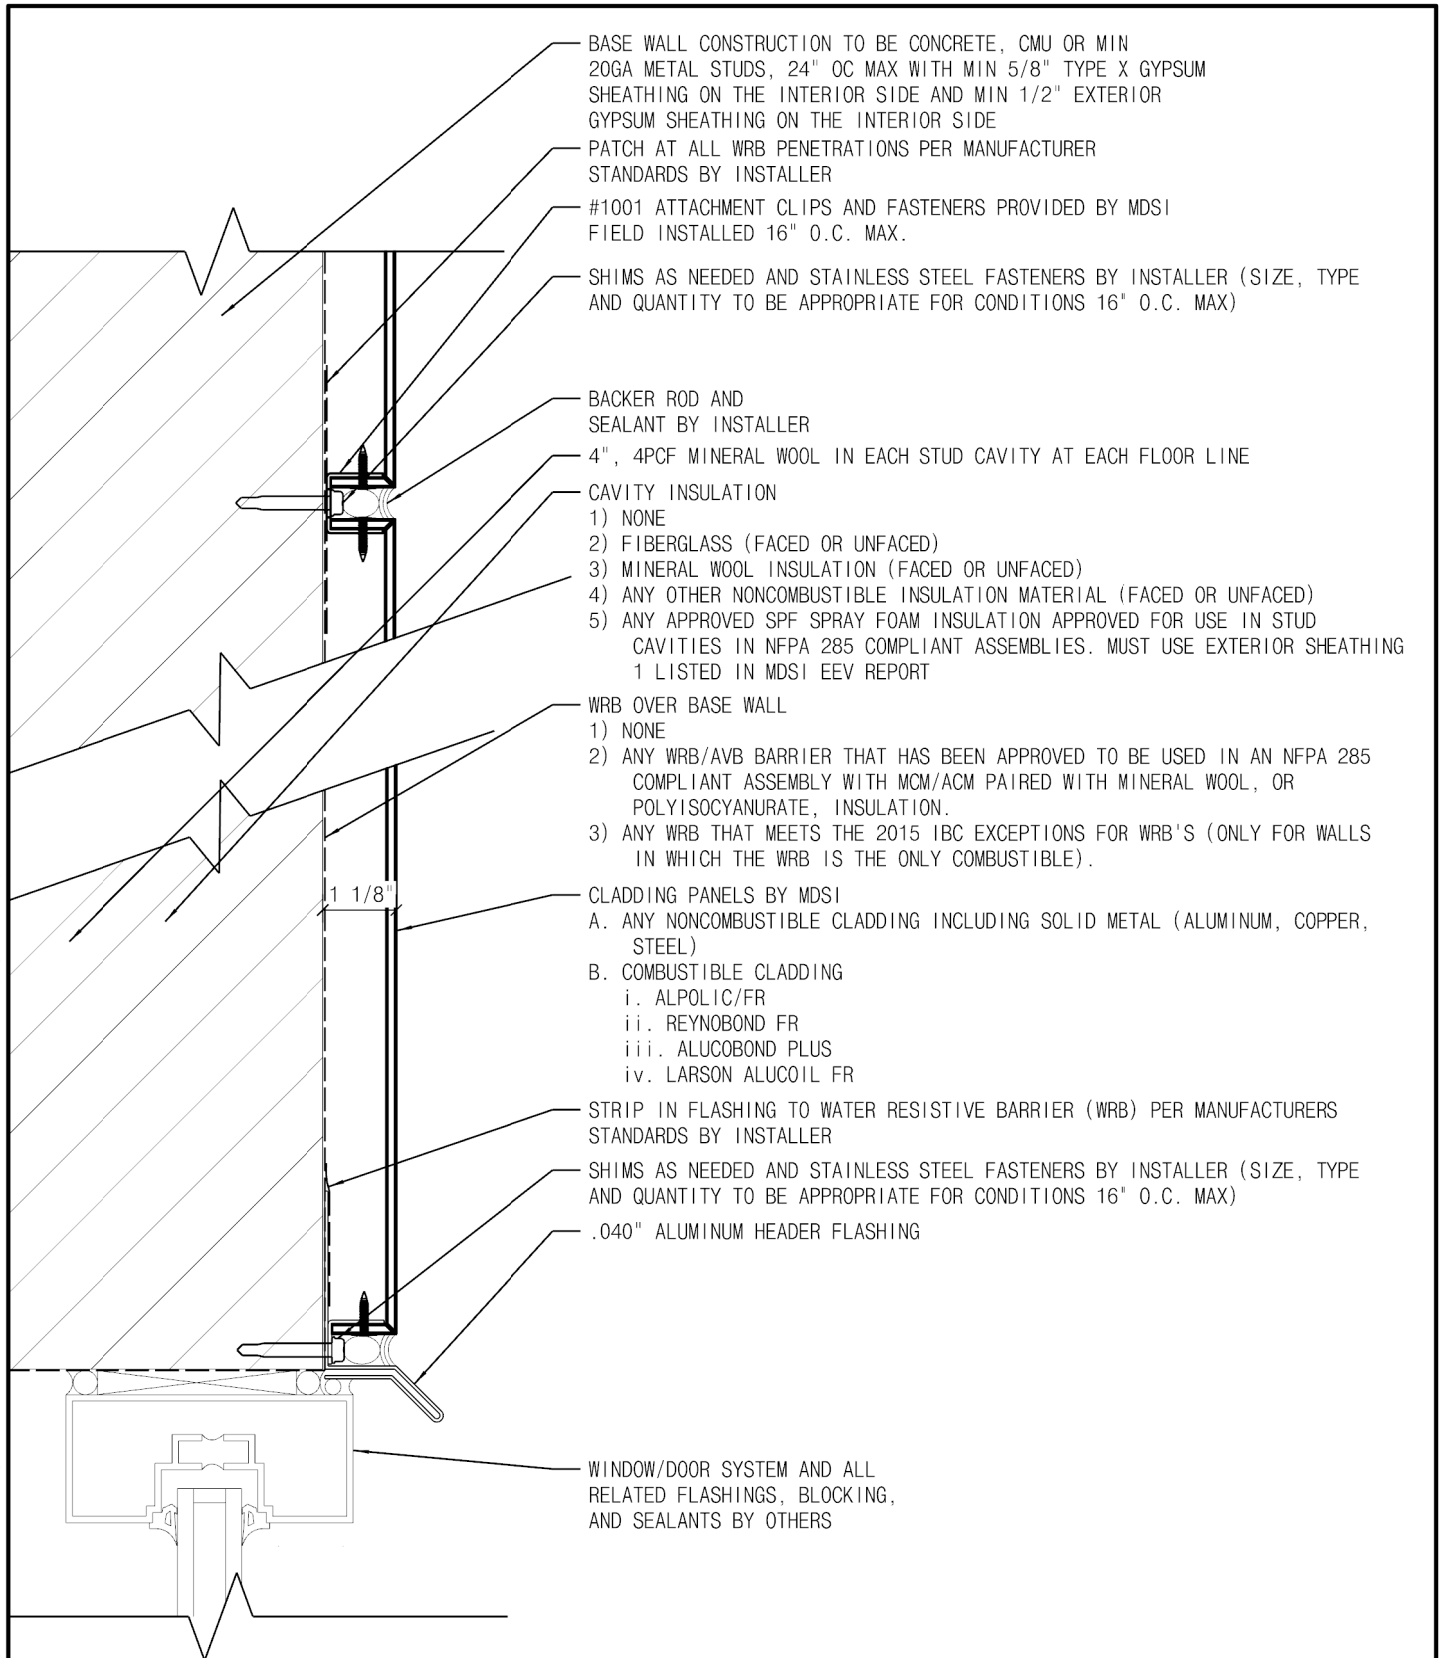 BASE WALL CONSTRUCTION TO BE CONCRETE, CMU OR MIN
20GA METAL STUDS, 24" OC MAX WITH MIN 5/8" TYPE X GYPSUM
SHEATHING ON THE INTERIOR SIDE AND MIN 1/2" EXTERIOR
GYPSUM SHEATHING ON THE INTERIOR SIDE
PATCH AT ALL WRB PENETRATIONS PER MANUFACTURER
STANDARDS BY INSTALLER
#1001 ATTACHMENT CLIPS AND FASTENERS PROVIDED BY MDSI
FIELD INSTALLED 16" O.C. MAX.
SHIMS AS NEEDED AND STAINLESS STEEL FASTENERS BY INSTALLER (SIZE, TYPE
AND QUANTITY TO BE APPROPRIATE FOR CONDITIONS 16" O.C. MAX)
BACKER ROD AND
SEALANT BY INSTALLER
4", 4PCF MINERAL WOOL IN EACH STUD CAVITY AT EACH FLOOR LINE
CAVITY INSULATION
1) NONE
2) FIBERGLASS (FACED OR UNFACED)
3) MINERAL WOOL INSULATION (FACED OR UNFACED)
4) ANY OTHER NONCOMBUSTIBLE INSULATION MATERIAL (FACED OR UNFACED)
5) ANY APPROVED SPF SPRAY FOAM INSULATION APPROVED FOR USE IN STUD
CAVITIES IN NFPA 285 COMPLIANT ASSEMBLIES. MUST USE EXTERIOR SHEATHING
1 LISTED IN MDSI EEV REPORT
WRB OVER BASE WALL
1) NONE
2) ANY WRB/AVB BARRIER THAT HAS BEEN APPROVED TO BE USED IN AN NFPA 285
COMPLIANT ASSEMBLY WITH MCM/ACM PAIRED WITH MINERAL WOOL, OR
POLYISOCYANURATE, INSULATION.
3) ANY WRB THAT MEETS THE 2015 IBC EXCEPTIONS FOR WRB'S (ONLY FOR WALLS
IN WHICH THE WRB IS THE ONLY COMBUSTIBLE).
1 1/8"
CLADDING PANELS BY MDSI
A. ANY NONCOMBUSTIBLE CLADDING INCLUDING SOLID METAL (ALUMINUM, COPPER,
STEEL)
B. COMBUSTIBLE CLADDING
i. ALPOLIC/FR
ii. REYNOBOND FR
iii. ALUCOBOND PLUS
iv. LARSON ALUCOIL FR
STRIP IN FLASHING TO WATER RESISTIVE BARRIER (WRB) PER MANUFACTURERS
STANDARDS BY INSTALLER
SHIMS AS NEEDED AND STAINLESS STEEL FASTENERS BY INSTALLER (SIZE, TYPE
AND QUANTITY TO BE APPROPRIATE FOR CONDITIONS 16" O.C. MAX)
.040" ALUMINUM HEADER FLASHING
WINDOW/DOOR SYSTEM AND ALL
RELATED FLASHINGS, BLOCKING,
AND SEALANTS BY OTHERS